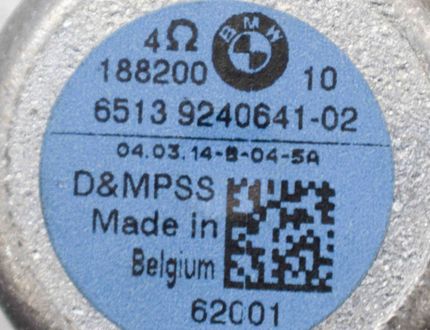 4Ω BMW
188200 10
6513 9240641-02
04.03.14-B-04-5A
D&MPSS
Made in
Belgium
62001